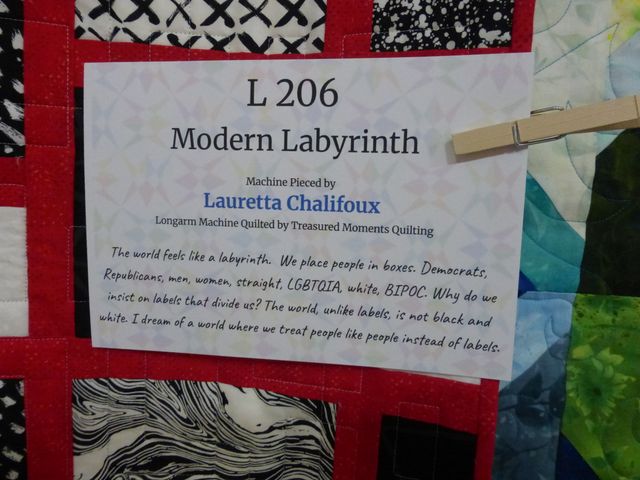 L 206
Modern Labyrinth
Machine Pieced by
Lauretta Chalifoux
Longarm Machine Quilted by Treasured Moments Quilting
The world feels like a labyrinth. We place people in boxes. Democrats,
Republicans, men, women, straight, LGBTQIA, white, BIPOC. Why do we
insist on labels that divide us? The world, unlike labels, is not black and
white. I dream of a world where we treat people like people instead of labels.